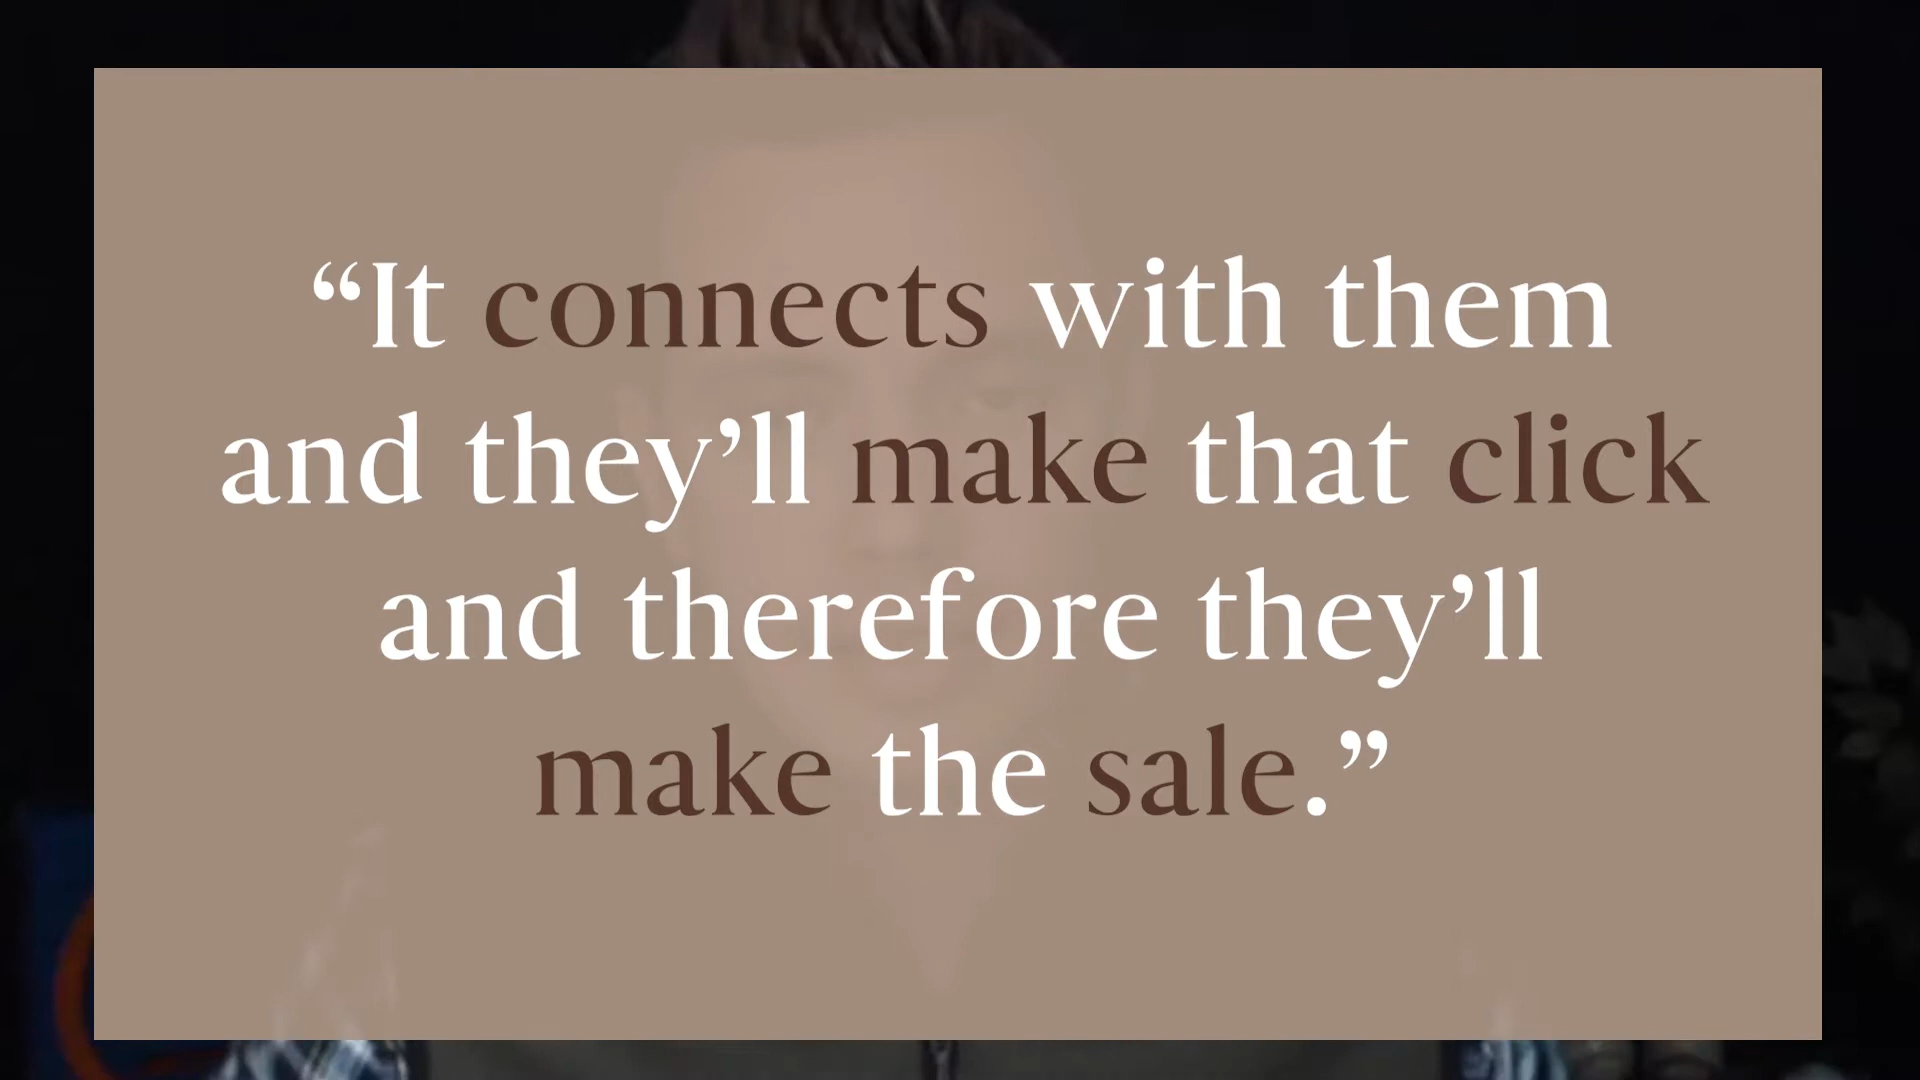 “It connects with them
and they’ll make that click
and therefore they’ll
make the sale.”